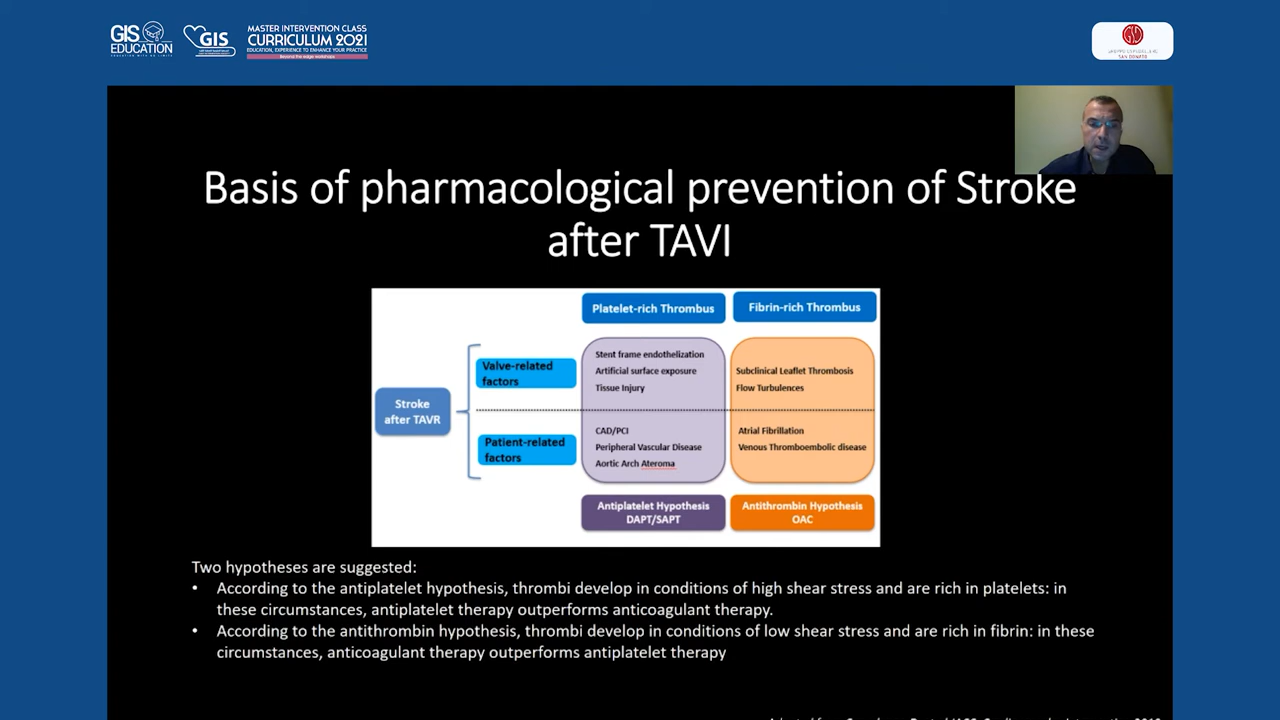 GIS
EDUCATION
GIS
MASTER INTERVENTION CLASS
CURRICULUM 2021
EDUCATION, EXPERIENCE TO ENHANCE YOUR PRACTICE
Beyond the edge workshops
SAN DONATO
Basis of pharmacological prevention of Stroke
after TAVI
Platelet-rich Thrombus
Fibrin-rich Thrombus
Stroke
after TAVR
Valve-related
factors
Stent frame endothelization
Artificial surface exposure
Tissue Injury
Subclinical Leaflet Thrombosis
Flow Turbulences
Patient-related
factors
CAD/PCI
Peripheral Vascular Disease
Aortic Arch Ateroma
Atrial Fibrillation
Venous Thromboembolic disease
Antiplatelet Hypothesis
DAPT/SAPT
Antithrombin Hypothesis
OAC
Two hypotheses are suggested:
• According to the antiplatelet hypothesis, thrombi develop in conditions of high shear stress and are rich in platelets: in
these circumstances, antiplatelet therapy outperforms anticoagulant therapy.
• According to the antithrombin hypothesis, thrombi develop in conditions of low shear stress and are rich in fibrin: in these
circumstances, anticoagulant therapy outperforms antiplatelet therapy